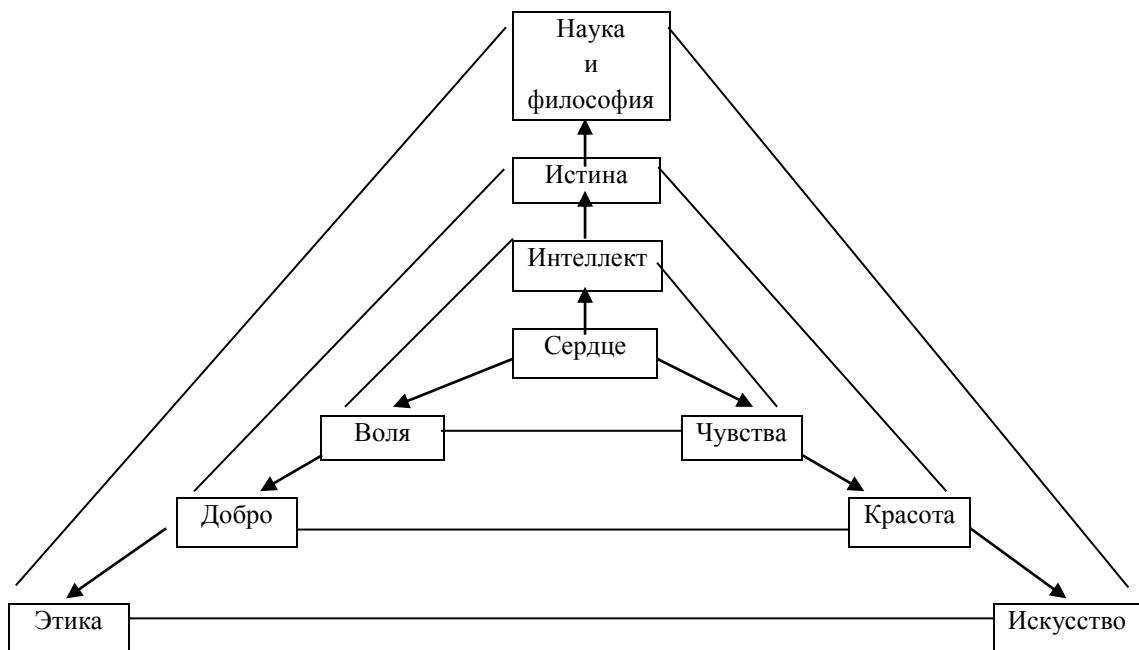 Наука
и
философия
Истина
Интеллект
Сердце
Воля
Чувства
Добро
Красота
Этика
Искусство